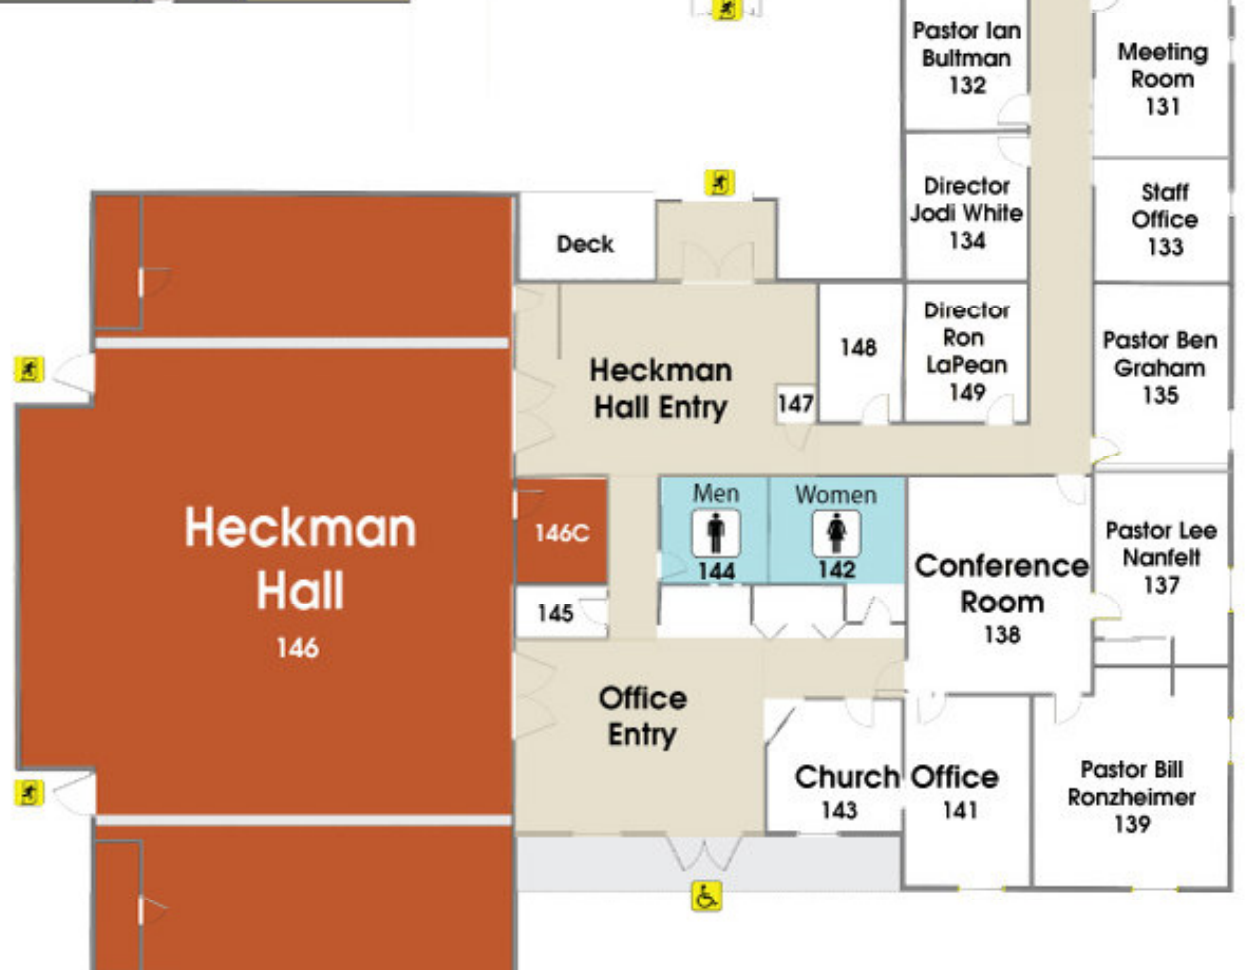 Pastor Ian
Bultman
132
Meeting
Room
131
Director
Jodi White
134
Staff
Office
133
Deck
Heckman
Hall Entry
147
148
Director
Ron
LaPean
149
Pastor Ben
Graham
135
Heckman
Hall
146
146C
145
Men
144
Women
142
Conference
Room
138
Pastor Lee
Nanfelt
137
Office
Entry
Church Office
143
141
Pastor Bill
Ronzheimer
139